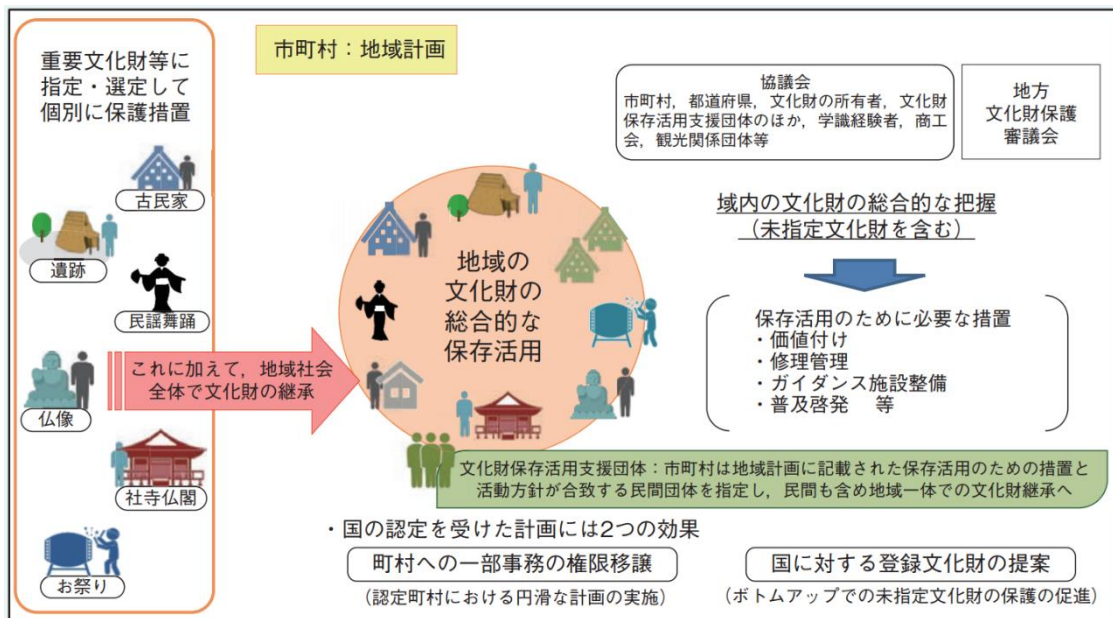 重要文化財等に
指定・選定して
個別に保護措置
古民家
遺跡
民謡舞踊
仏像
社寺仏閣
お祭り
これに加えて，地域社会
全体で文化財の継承
市町村：地域計画
地域の
文化財の
総合的な
保存活用
協議会
市町村，都道府県，文化財の所有者，文化財
保存活用支援団体のほか，学識経験者，商工
会，観光関係団体等
地方
文化財保護
審議会
域内の文化財の総合的な把握
（未指定文化財を含む）
保存活用のために必要な措置
・価値付け
・修理管理
・ガイダンス施設整備
・普及啓発　等
文化財保存活用支援団体：市町村は地域計画に記載された保存活用のための措置と
活動方針が合致する民間団体を指定し，民間も含め地域一体での文化財継承へ
・国の認定を受けた計画には2つの効果
町村への一部事務の権限移譲
（認定町村における円滑な計画の実施）
国に対する登録文化財の提案
（ボトムアップでの未指定文化財の保護の促進）